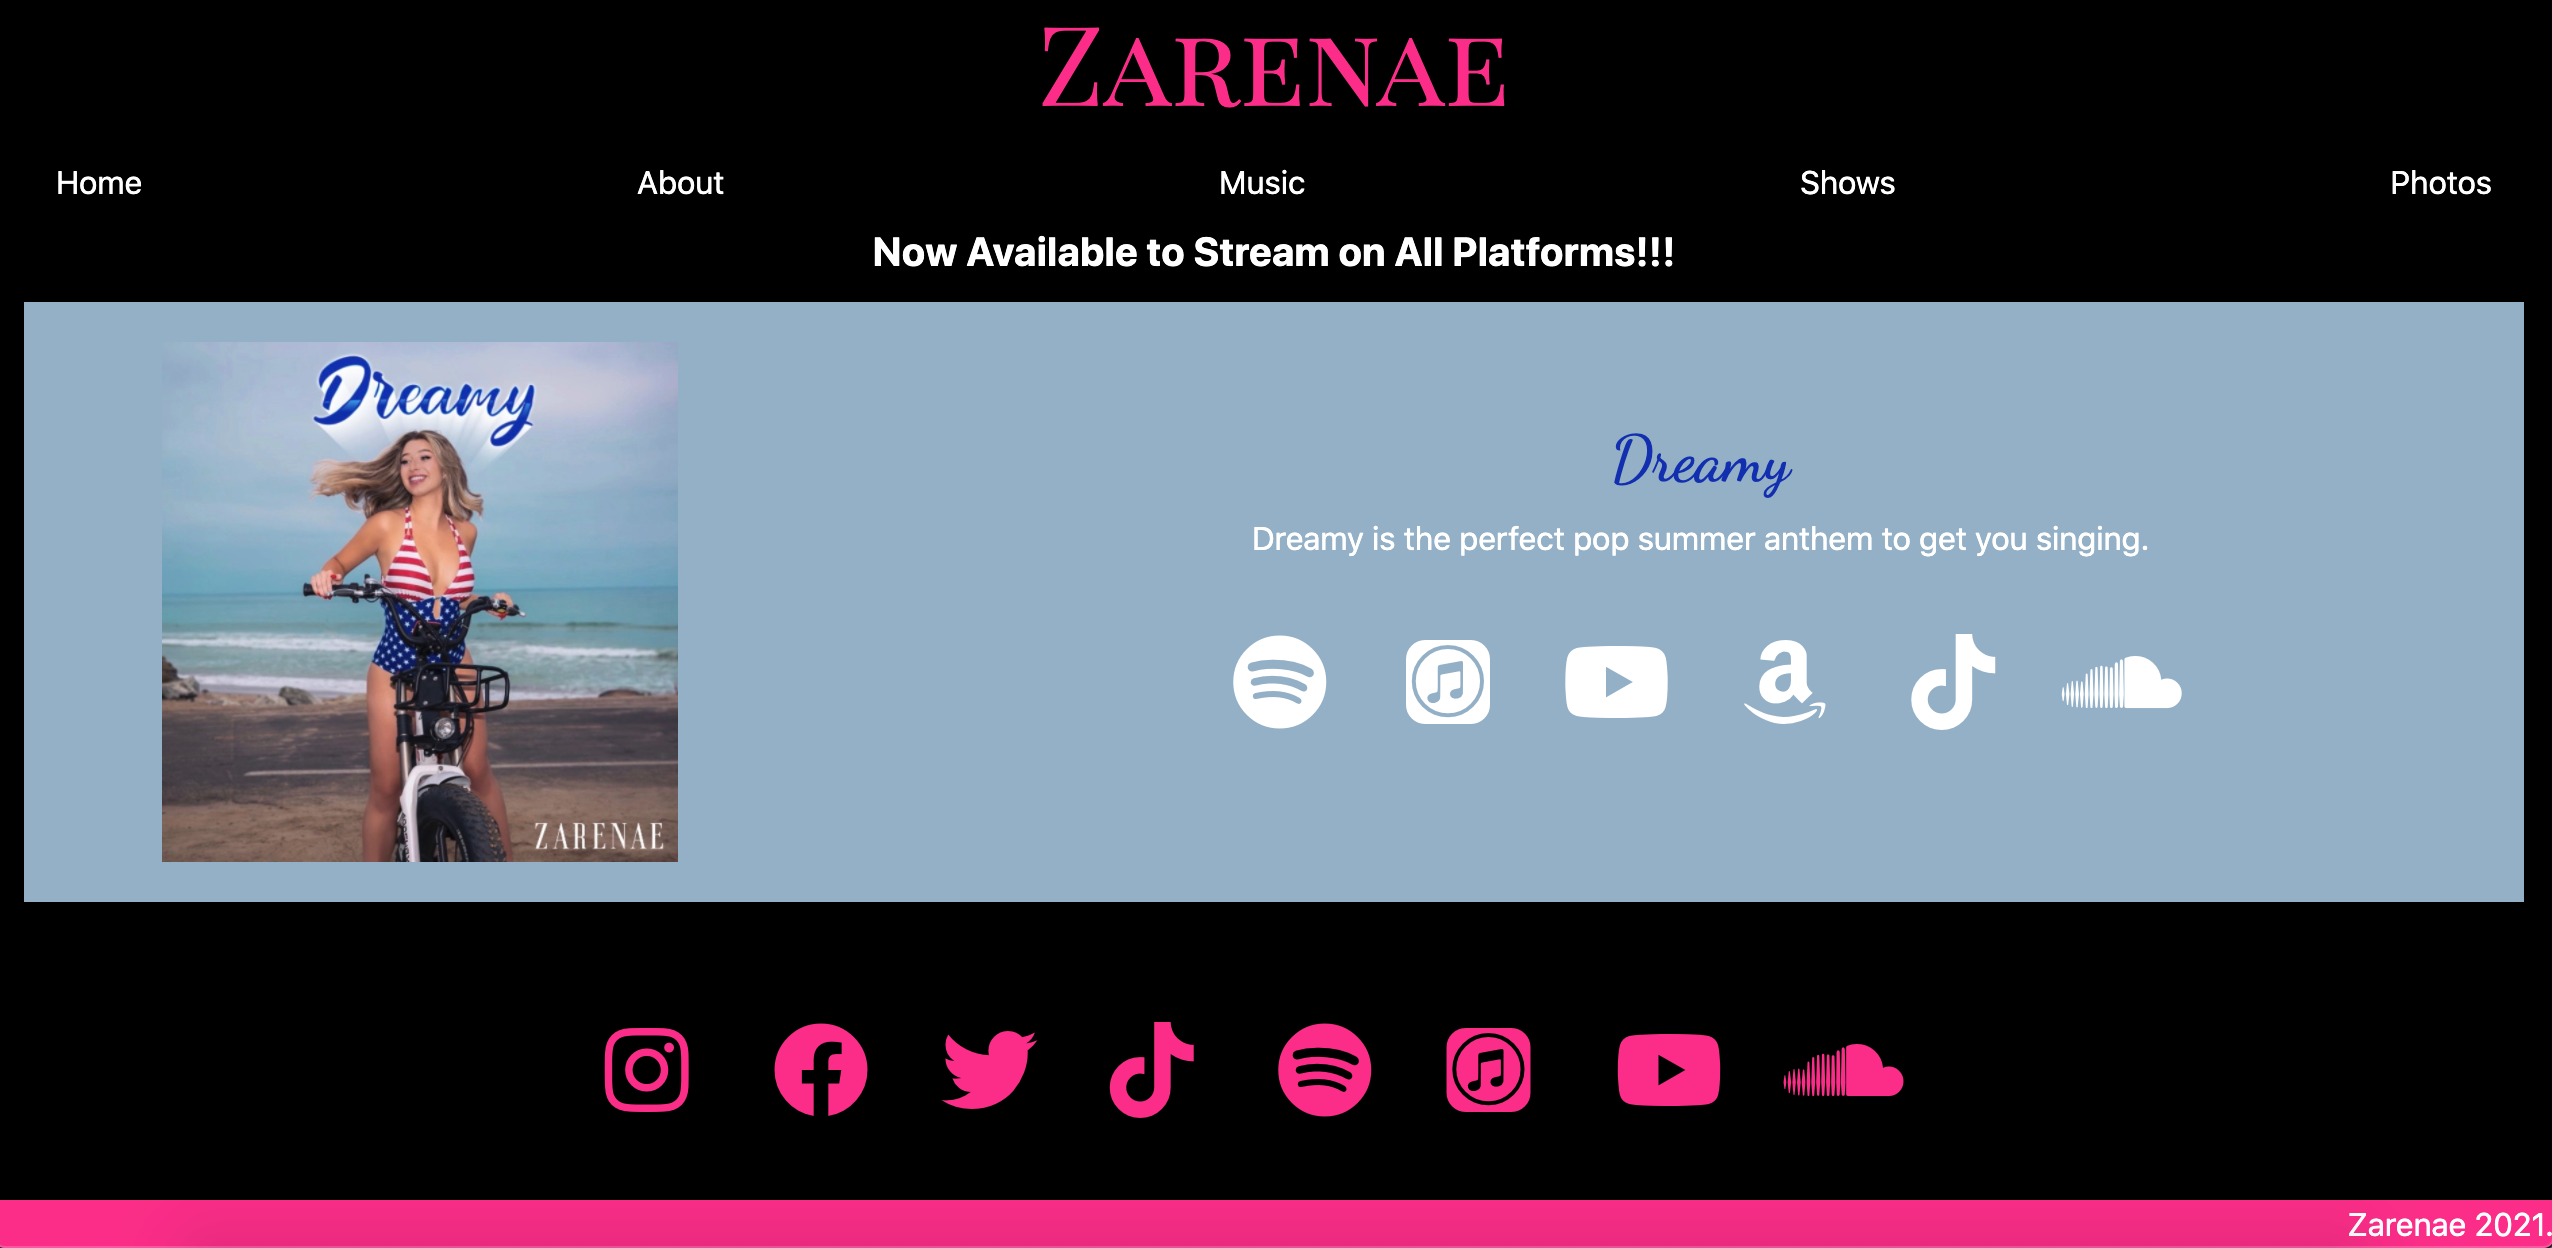 ZARENAE
Home About Music Shows Photos
Now Available to Stream on All Platforms!!!
Dreamy
ZARENAE
Dreamy
Dreamy is the perfect pop summer anthem to get you singing.
Zarenae 2021.